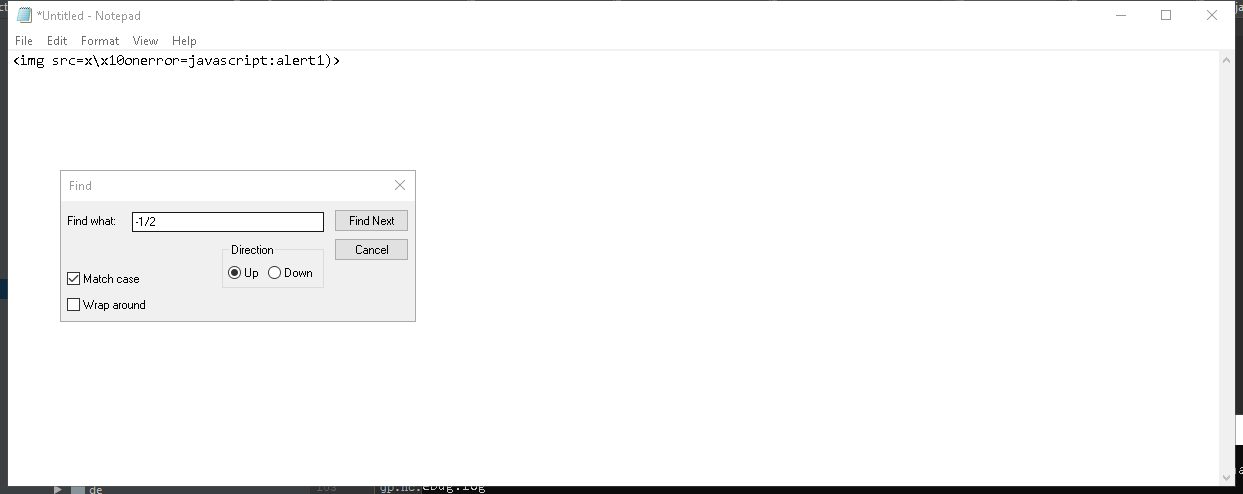 *Untitled - Notepad
File Edit Format View Help
<img src=x\x10onerror=javascript:alert1)>
Find
Find what: -1/2 Find Next
Direction Cancel
Up Down
Match case
Wrap around
de